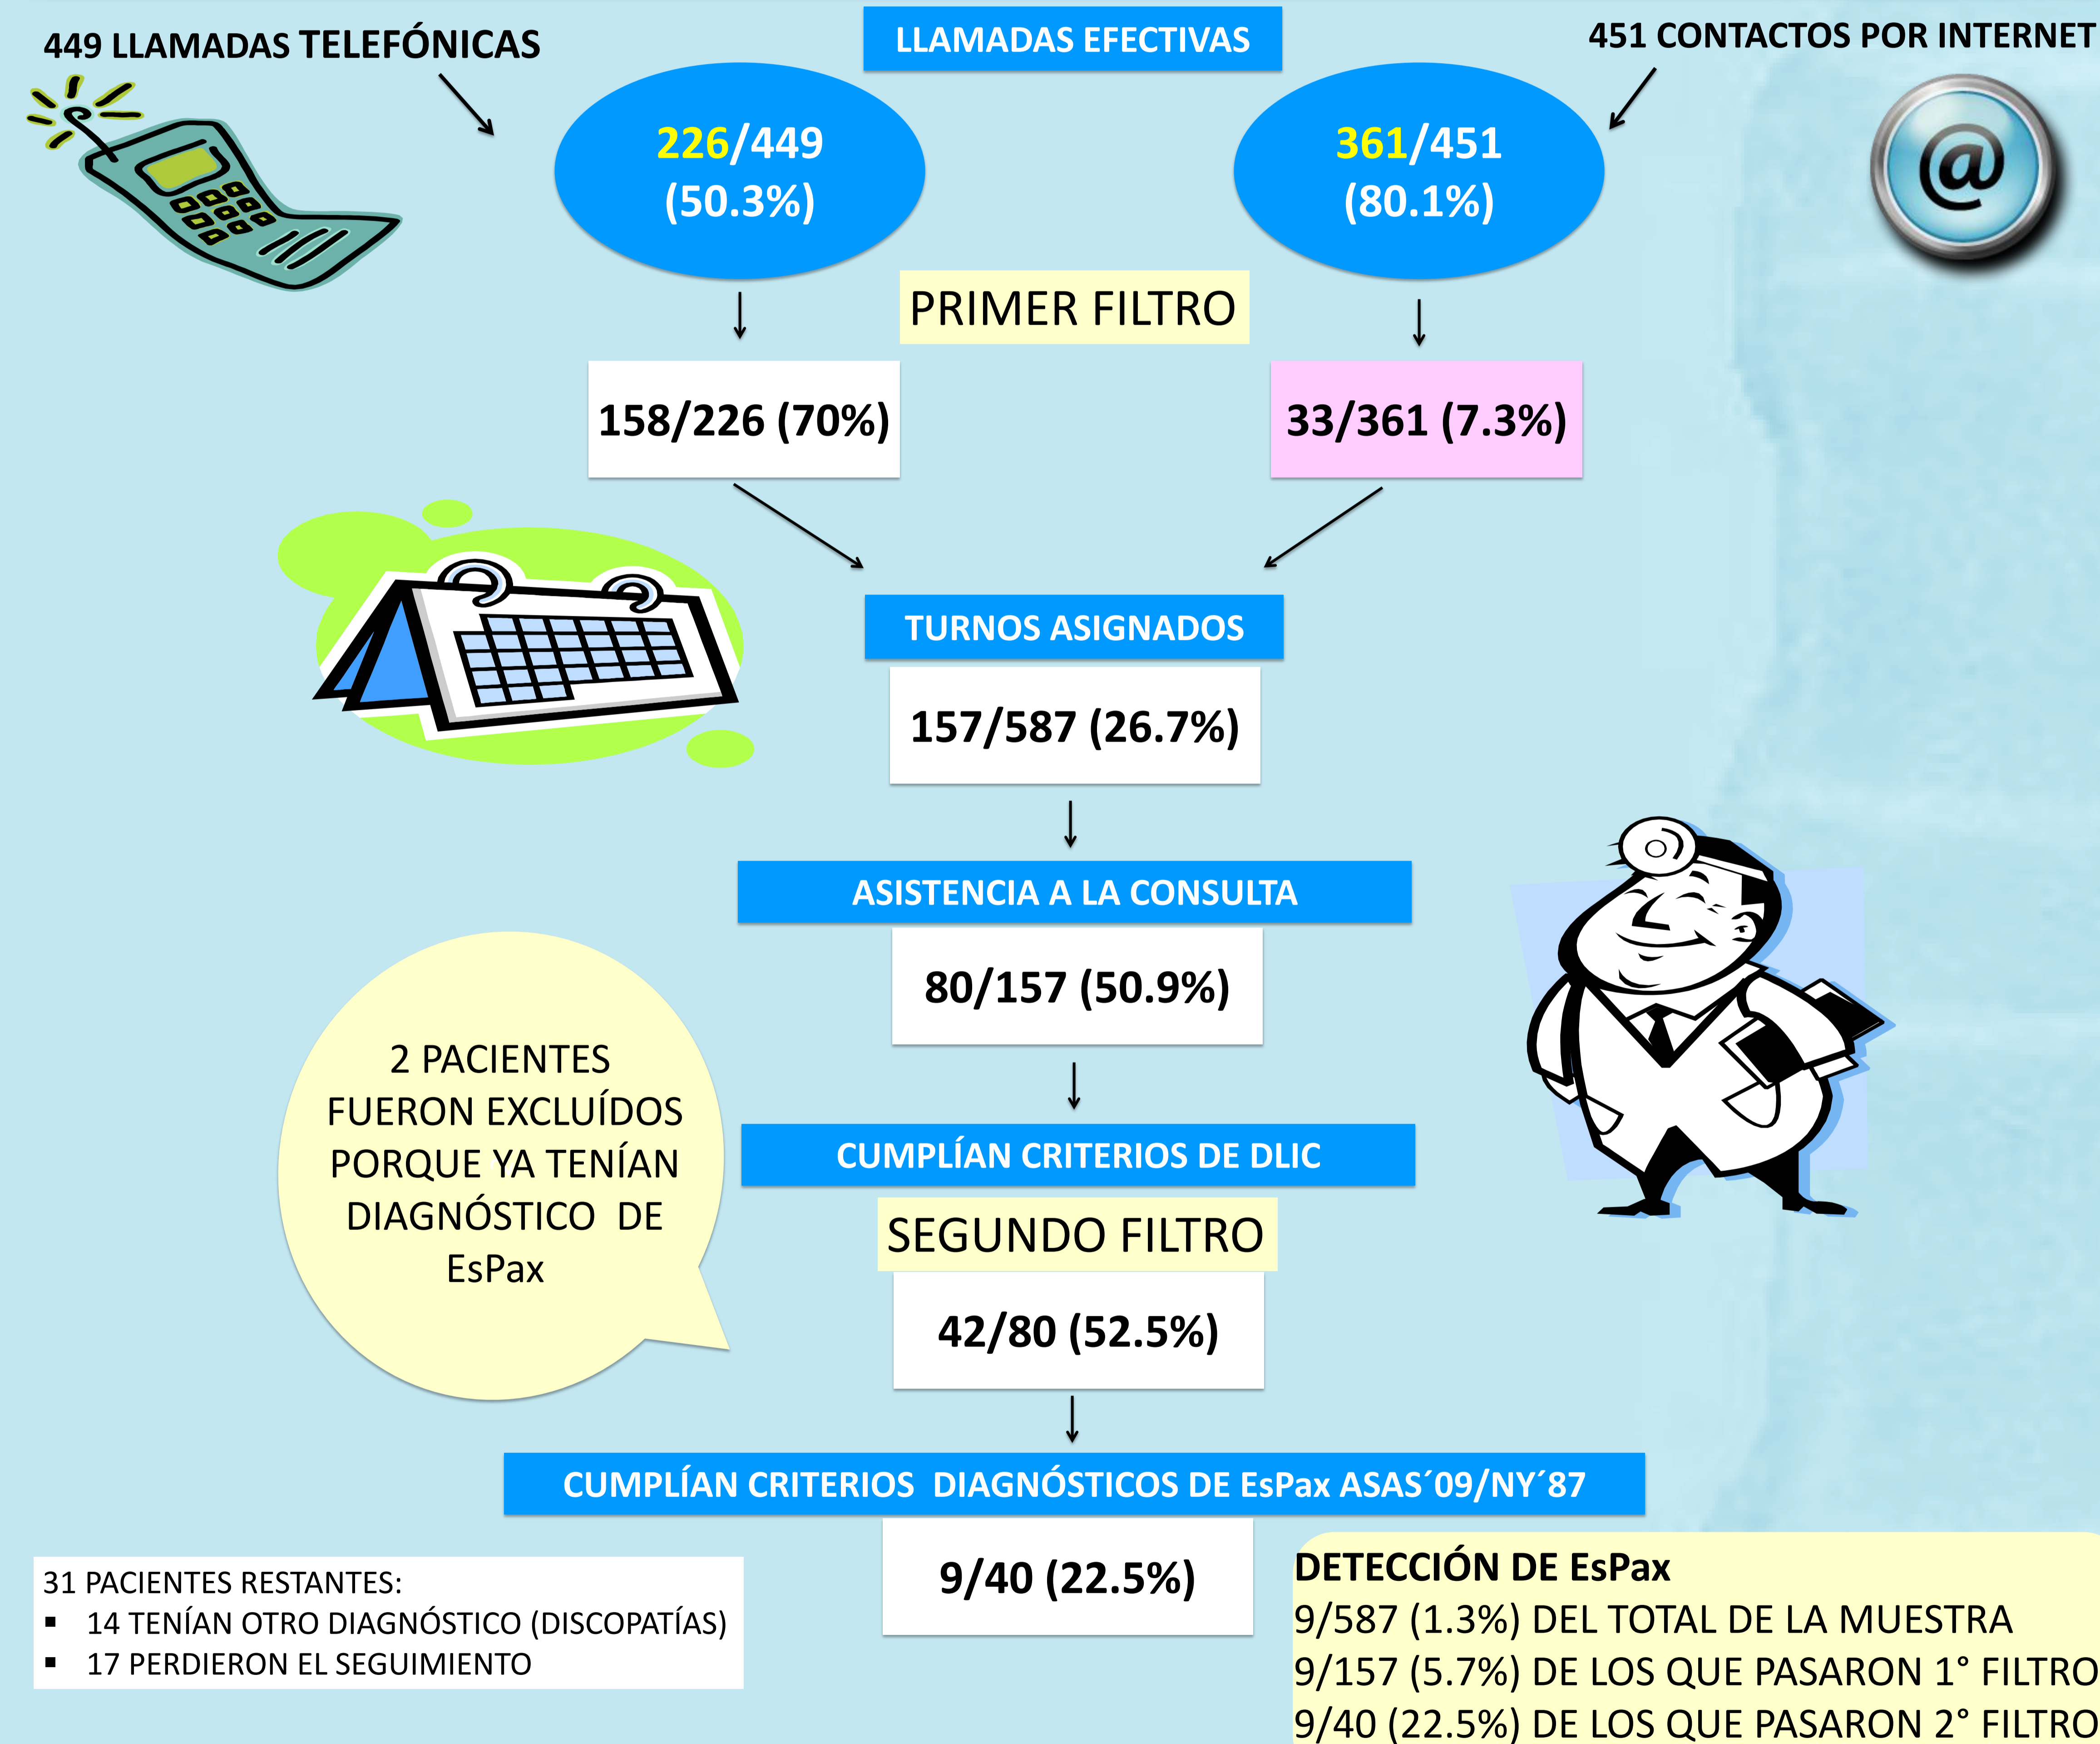 449 LLAMADAS TELEFÓNICAS
LLAMADAS EFECTIVAS
451 CONTACTOS POR INTERNET
226/449
(50.3%)
361/451
(80.1%)
@
PRIMER FILTRO
158/226 (70%)
33/361 (7.3%)
TURNOS ASIGNADOS
157/587 (26.7%)
ASISTENCIA A LA CONSULTA
80/157 (50.9%)
2 PACIENTES
FUERON EXCLUÍDOS
PORQUE YA TENÍAN
DIAGNÓSTICO DE
EsPax
CUMPLÍAN CRITERIOS DE DLIC
SEGUNDO FILTRO
42/80 (52.5%)
CUMPLÍAN CRITERIOS DIAGNÓSTICOS DE EsPax ASAS´09/NY´87
9/40 (22.5%)
31 PACIENTES RESTANTES:
▪ 14 TENÍAN OTRO DIAGNÓSTICO (DISCOPATÍAS)
▪ 17 PERDIERON EL SEGUIMIENTO
DETECCIÓN DE EsPax
9/587 (1.3%) DEL TOTAL DE LA MUESTRA
9/157 (5.7%) DE LOS QUE PASARON 1° FILTRO
9/40 (22.5%) DE LOS QUE PASARON 2° FILTRO